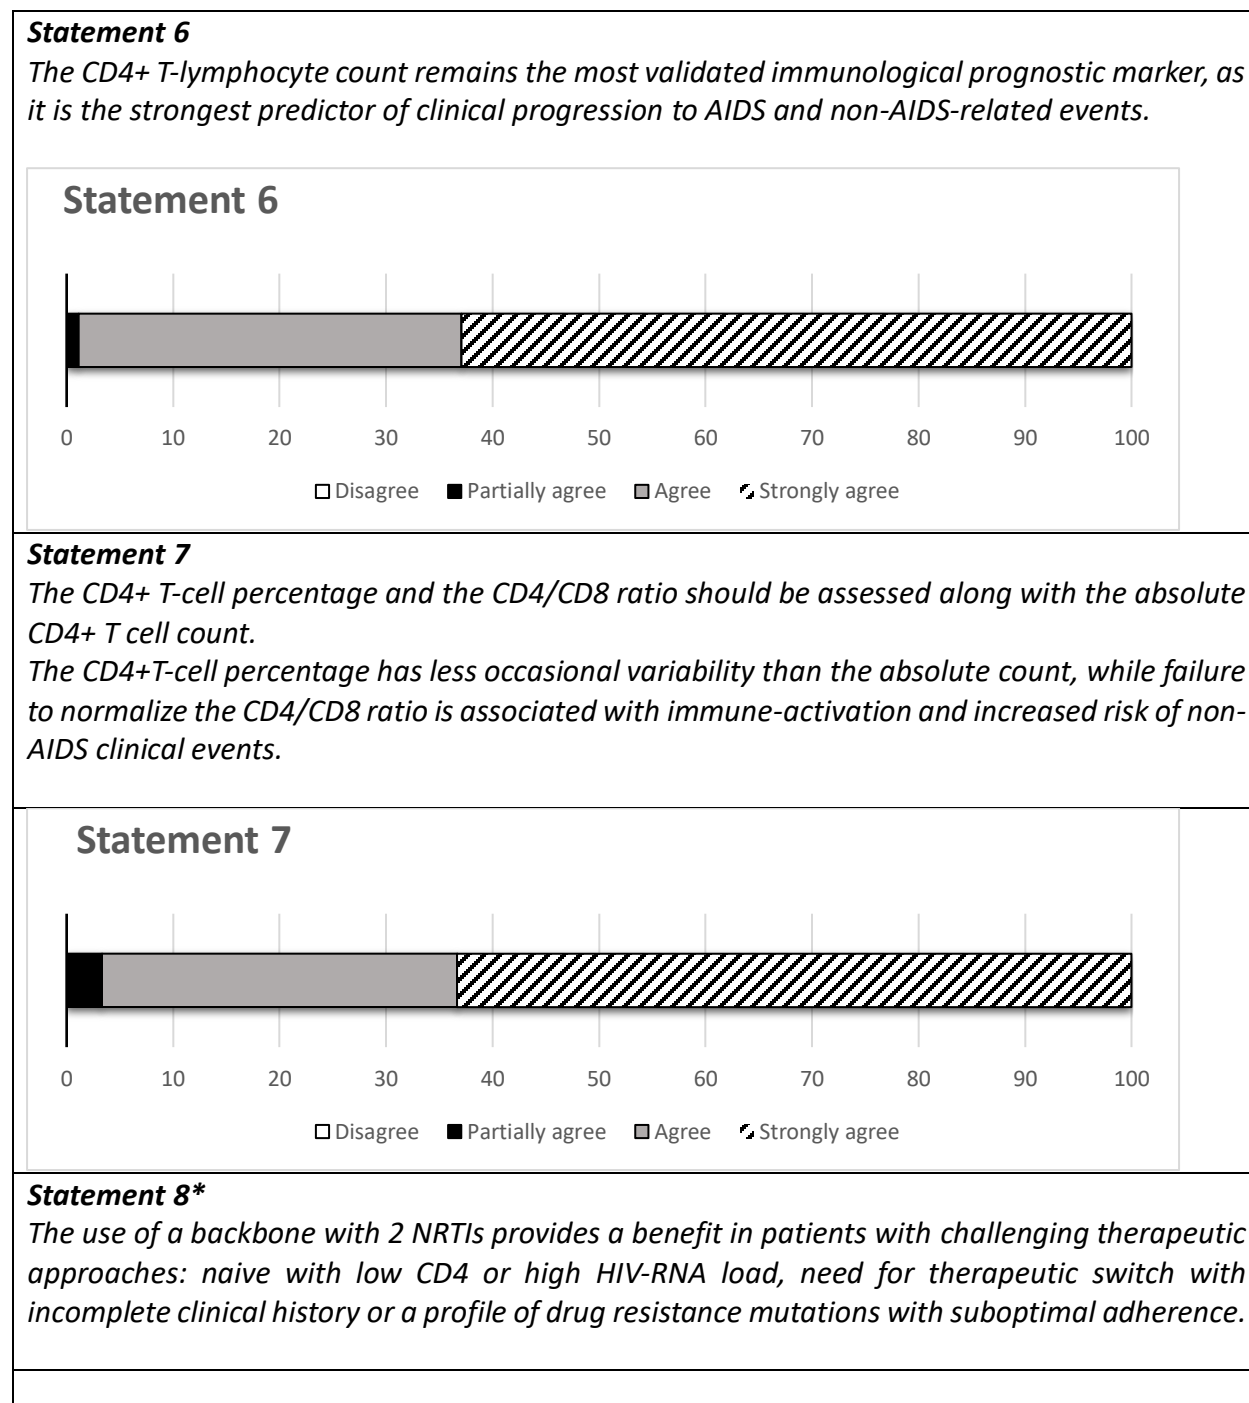 Statement 6
The CD4+ T-lymphocyte count remains the most validated immunological prognostic marker, as
it is the strongest predictor of clinical progression to AIDS and non-AIDS-related events.
Statement 6
0 10 20 30 40 50 60 70 80 90 100
Disagree Partially agree Agree Strongly agree
Statement 7
The CD4+ T-cell percentage and the CD4/CD8 ratio should be assessed along with the absolute
CD4+ T cell count.
The CD4+T-cell percentage has less occasional variability than the absolute count, while failure
to normalize the CD4/CD8 ratio is associated with immune-activation and increased risk of non-
AIDS clinical events.
Statement 7
0 10 20 30 40 50 60 70 80 90 100
Disagree Partially agree Agree Strongly agree
Statement 8*
The use of a backbone with 2 NRTIs provides a benefit in patients with challenging therapeutic
approaches: naive with low CD4 or high HIV-RNA load, need for therapeutic switch with
incomplete clinical history or a profile of drug resistance mutations with suboptimal adherence.